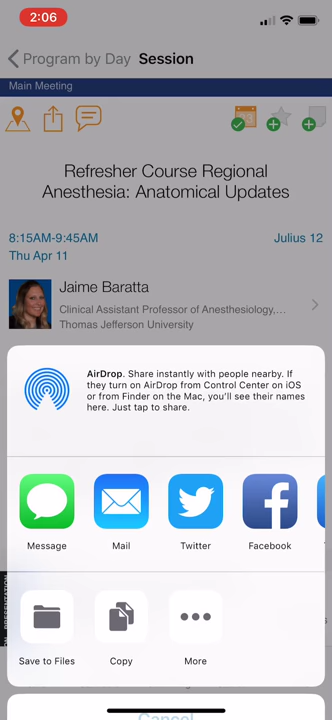 2:06
Program by Day
Session
Main Meeting
Refresher Course Regional
Anesthesia: Anatomical Updates
8:15AM-9:45AM
Julius 12
Thu Apr 11
Jaime Baratta
Clinical Assistant Professor of Anesthesiology,...
Thomas Jefferson University
AirDrop. Share instantly with people nearby. If
they turn on AirDrop from Control Center on iOS
or from Finder on the Mac, you'll see their names
here. Just tap to share.
Message
Mail
Twitter
Facebook
PRESENTATION
Save to Files
Copy
More
Cancel